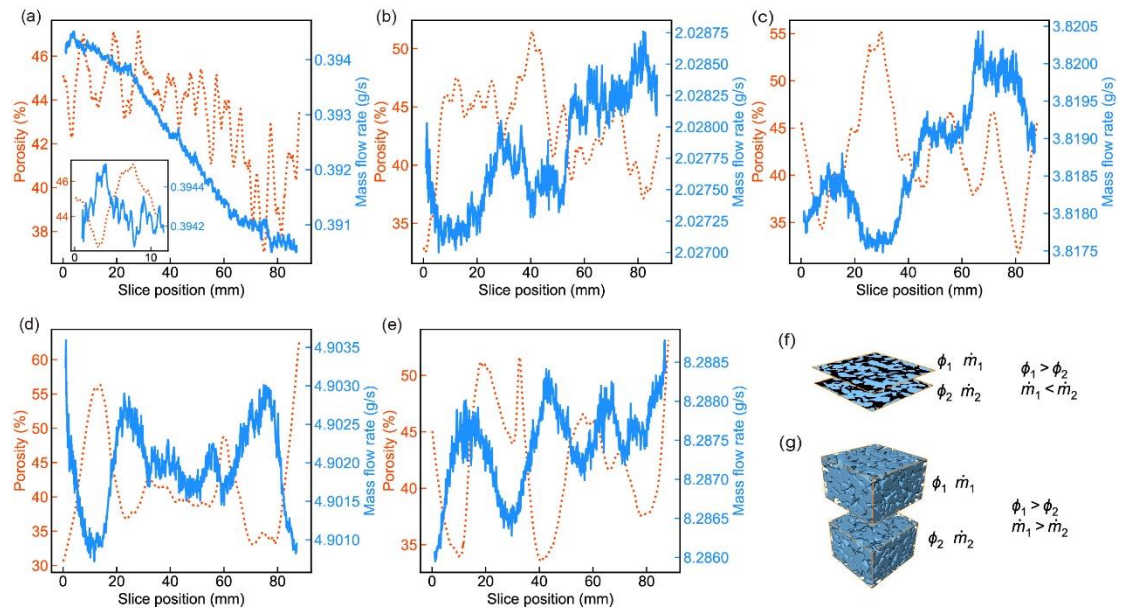 (a)
Porosity (%)
46
44
42
40
38
46
44
0.3944
0.3942
0 10
0.394
0.393
0.392
0.391
Mass flow rate (g/s)
0 20 40 60 80
Slice position (mm)
(b)
Porosity (%)
50
45
40
35
2.02875
2.02850
2.02825
2.02800
2.02775
2.02750
2.02725
2.02700
Mass flow rate (g/s)
0 20 40 60 80
Slice position (mm)
(c)
Porosity (%)
55
50
45
40
35
3.8205
3.8200
3.8195
3.8190
3.8185
3.8180
3.8175
Mass flow rate (g/s)
0 20 40 60 80
Slice position (mm)
(d)
Porosity (%)
60
55
50
45
40
35
30
4.9035
4.9030
4.9025
4.9020
4.9015
4.9010
Mass flow rate (g/s)
0 20 40 60 80
Slice position (mm)
(e)
Porosity (%)
50
45
40
35
8.2885
8.2880
8.2875
8.2870
8.2865
8.2860
Mass flow rate (g/s)
0 20 40 60 80
Slice position (mm)
(f)
ϕ₁ ṁ₁
ϕ₂ ṁ₂
ϕ₁ > ϕ₂
ṁ₁ < ṁ₂
(g)
ϕ₁ ṁ₁
ϕ₂ ṁ₂
ϕ₁ > ϕ₂
ṁ₁ > ṁ₂